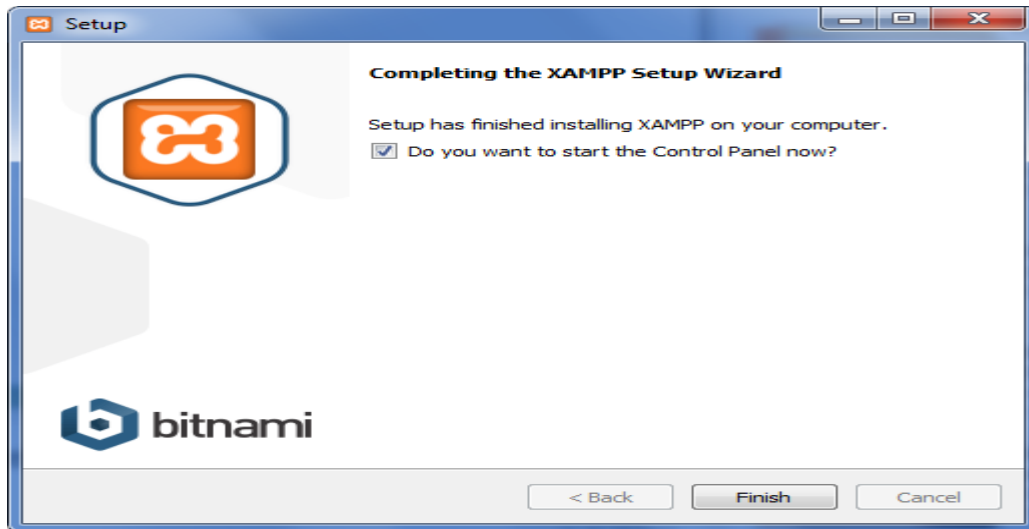 Setup
Completing the XAMPP Setup Wizard
Setup has finished installing XAMPP on your computer.
Do you want to start the Control Panel now?
bitnami
< Back
Finish
Cancel